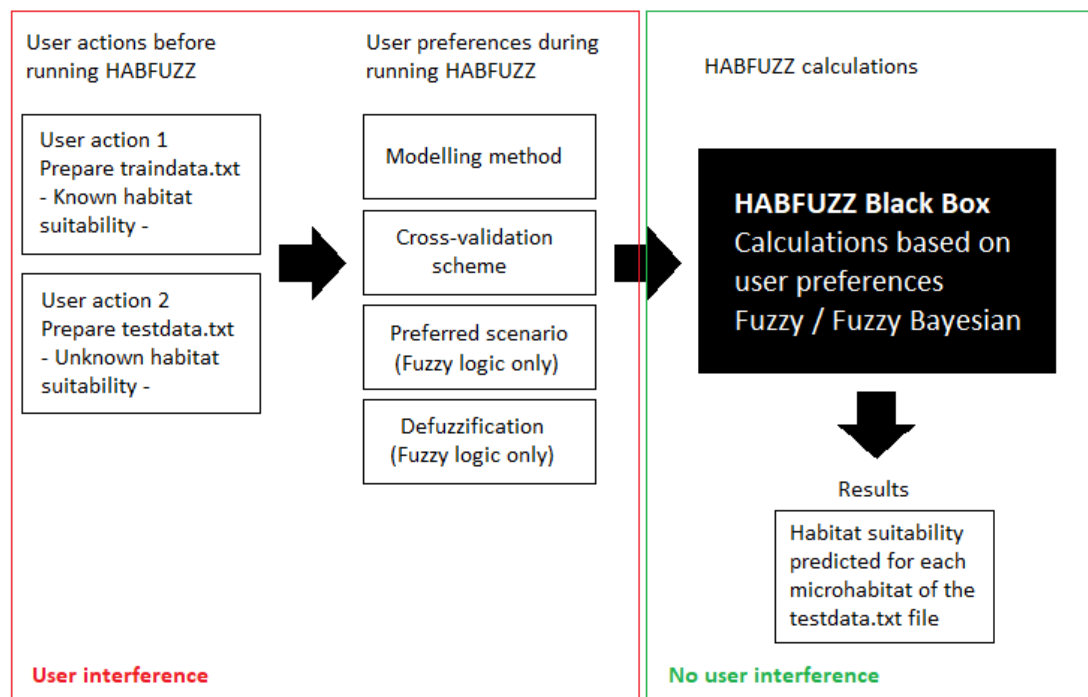 User actions before
running HABFUZZ
User action 1
Prepare traindata.txt
- Known habitat
suitability -
User action 2
Prepare testdata.txt
- Unknown habitat
suitability -
User preferences during
running HABFUZZ
Modelling method
Cross-validation
scheme
Preferred scenario
(Fuzzy logic only)
Defuzzification
(Fuzzy logic only)
User interference
HABFUZZ calculations
HABFUZZ Black Box
Calculations based on
user preferences
Fuzzy / Fuzzy Bayesian
Results
Habitat suitability
predicted for each
microhabitat of the
testdata.txt file
No user interference